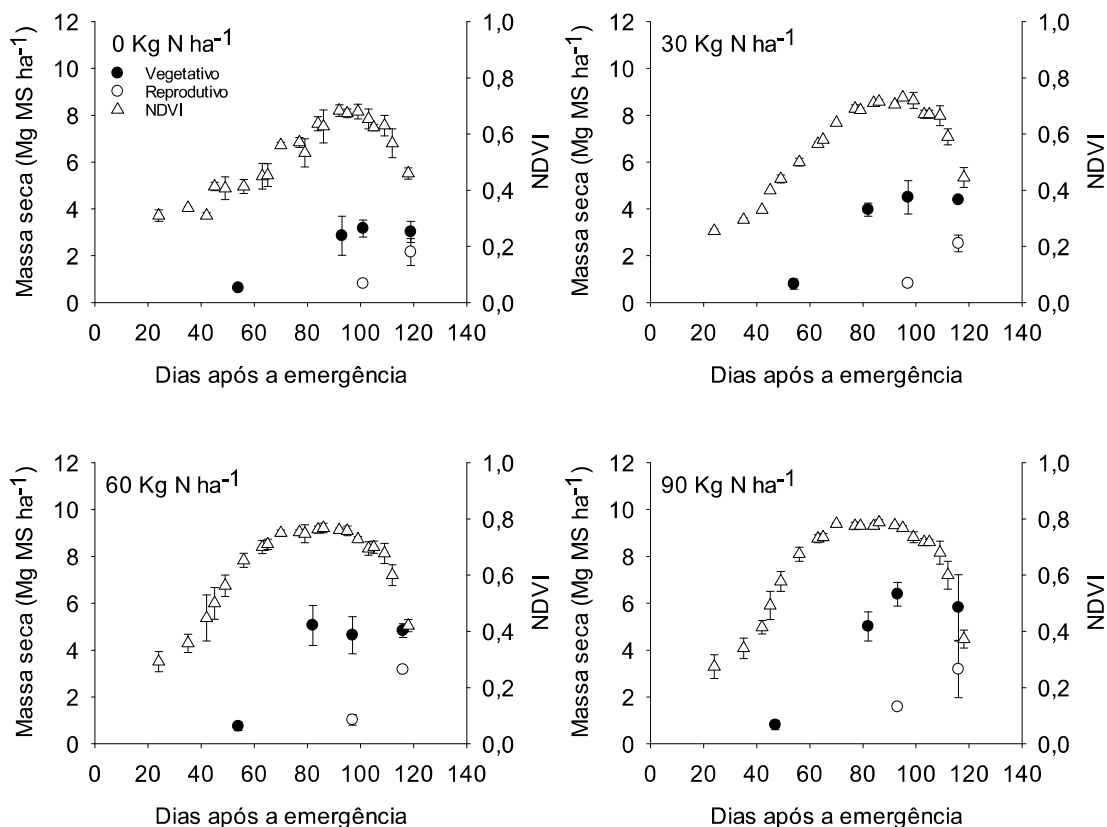 0 Kg N ha⁻¹
Vegetativo
Reprodutivo
NDVI
Massa seca (Mg MS ha⁻¹)
12
10
8
6
4
2
0
1,0
0,8
0,6
0,4
0,2
0,0
NDVI
0 20 40 60 80 100 120 140
Dias após a emergência
30 Kg N ha⁻¹
Massa seca (Mg MS ha⁻¹)
12
10
8
6
4
2
0
1,0
0,8
0,6
0,4
0,2
0,0
NDVI
0 20 40 60 80 100 120 140
Dias após a emergência
60 Kg N ha⁻¹
Massa seca (Mg MS ha⁻¹)
12
10
8
6
4
2
0
1,0
0,8
0,6
0,4
0,2
0,0
NDVI
0 20 40 60 80 100 120 140
Dias após a emergência
90 Kg N ha⁻¹
Massa seca (Mg MS ha⁻¹)
12
10
8
6
4
2
0
1,0
0,8
0,6
0,4
0,2
0,0
NDVI
0 20 40 60 80 100 120 140
Dias após a emergência